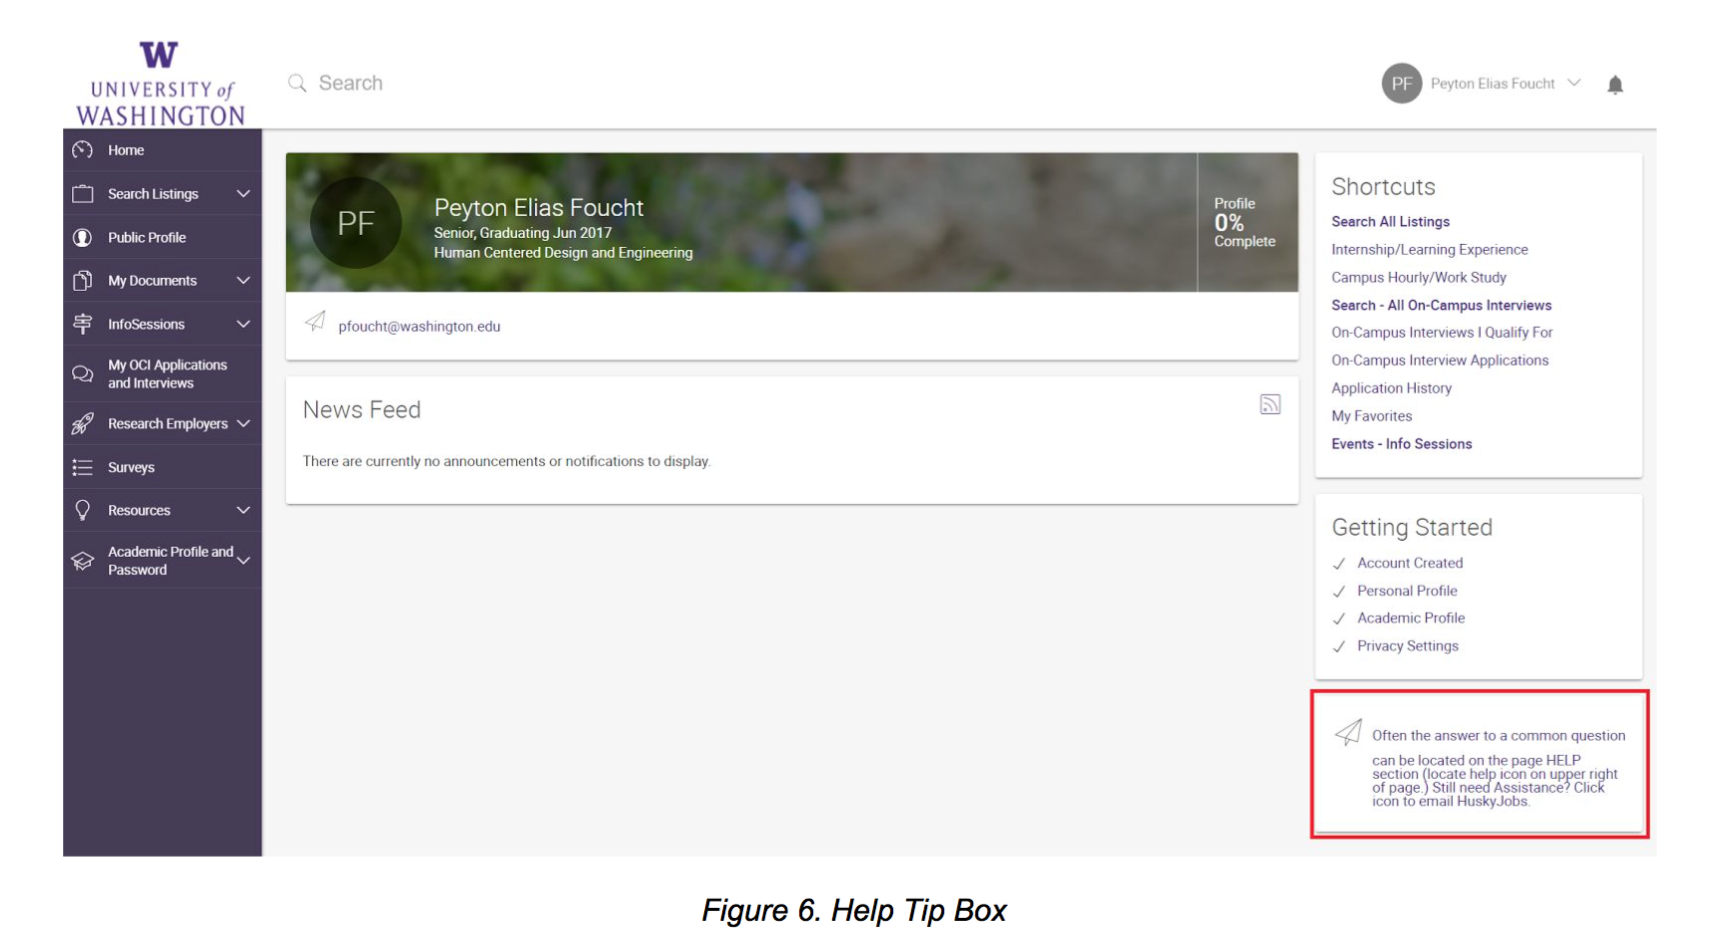 W
UNIVERSITY of
WASHINGTON
Search
PF
Peyton Elias Foucht
Home
Search Listings
Public Profile
My Documents
InfoSessions
My OCI Applications
and Interviews
Research Employers
Surveys
Resources
Academic Profile and
Password
PF
Peyton Elias Foucht
Senior, Graduating Jun 2017
Human Centered Design and Engineering
Profile
0%
Complete
pfoucht@washington.edu
News Feed
There are currently no announcements or notifications to display.
Shortcuts
Search All Listings
Internship/Learning Experience
Campus Hourly/Work Study
Search - All On-Campus Interviews
On-Campus Interviews I Qualify For
On-Campus Interview Applications
Application History
My Favorites
Events - Info Sessions
Getting Started
Account Created
Personal Profile
Academic Profile
Privacy Settings
Often the answer to a common question
can be located on the page HELP
section (locate help icon on upper right
of page.) Still need Assistance? Click
icon to email HuskyJobs.
Figure 6. Help Tip Box